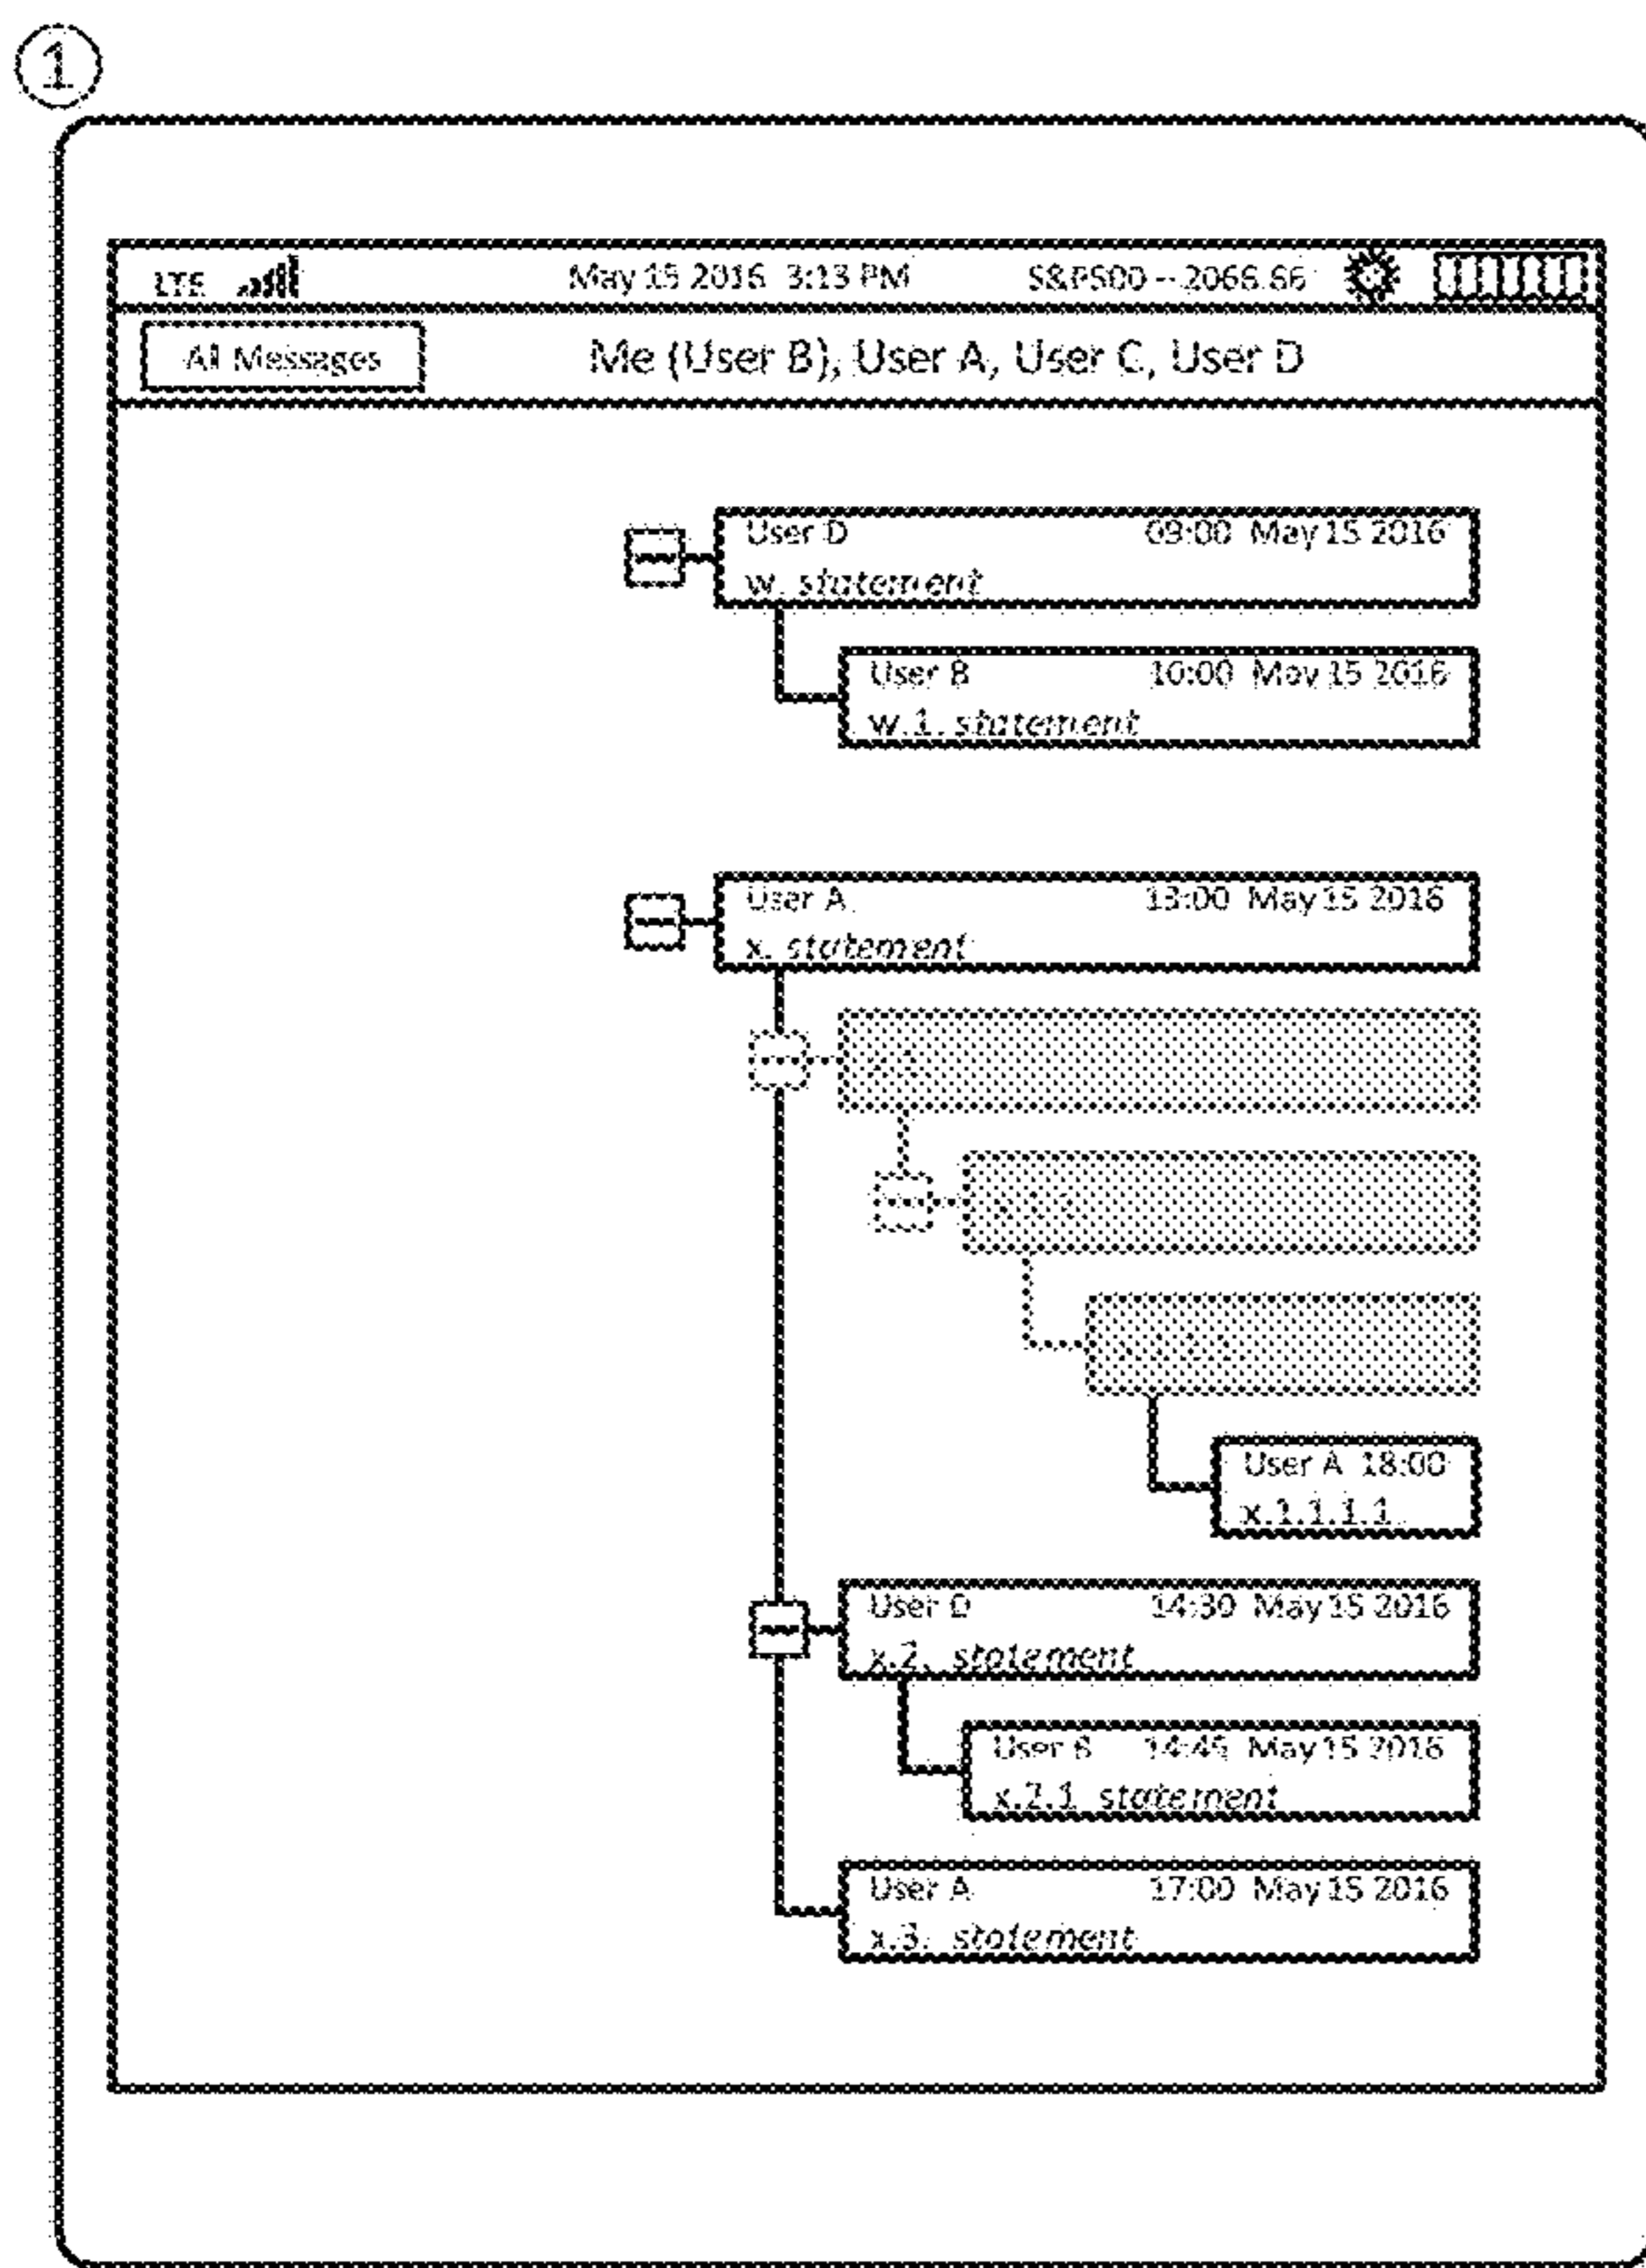 1
LTE May 15 2016 3:13 PM S&P500 -- 2066.66
All Messages Me (User B), User A, User C, User D
User D 09:00 May 15 2016
w. statement
User B 10:00 May 15 2016
w.1. statement
User A 13:00 May 15 2016
x. statement
User A 18:00
x.1.1.1.1
User D 14:30 May 15 2016
x.2. statement
User B 14:45 May 15 2016
x.2.1 statement
User A 17:00 May 15 2016
x.3. statement